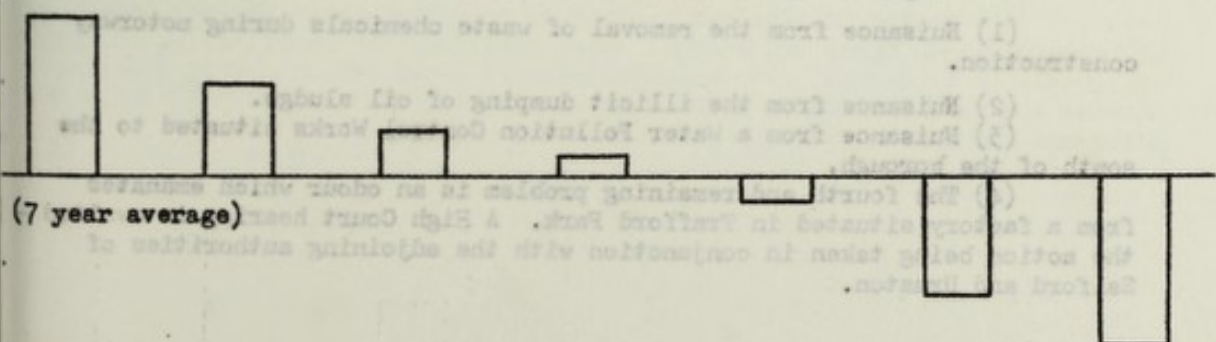 (1) Nuisance from the removal of waste chemicals during motorway
construction.
(2) Nuisance from the illicit dumping of oil sludge.
(3) Nuisance from a Water Pollution Control Works situated to the
south of the borough.
(4) The fourth and remaining problem is an odour which emanates
(7 year average)
from a factory situated in Trafford Park. A High Court
the action being taken in conjunction with the adjoining authorities of
Salford and Urmston.